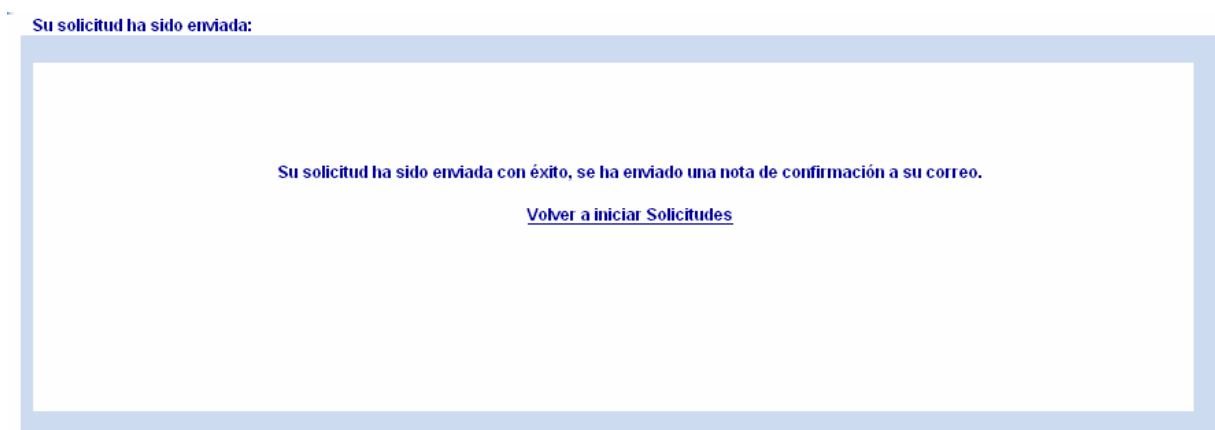 Su solicitud ha sido enviada:
Su solicitud ha sido enviada con éxito, se ha enviado una nota de confirmación a su correo.
Volver a iniciar Solicitudes